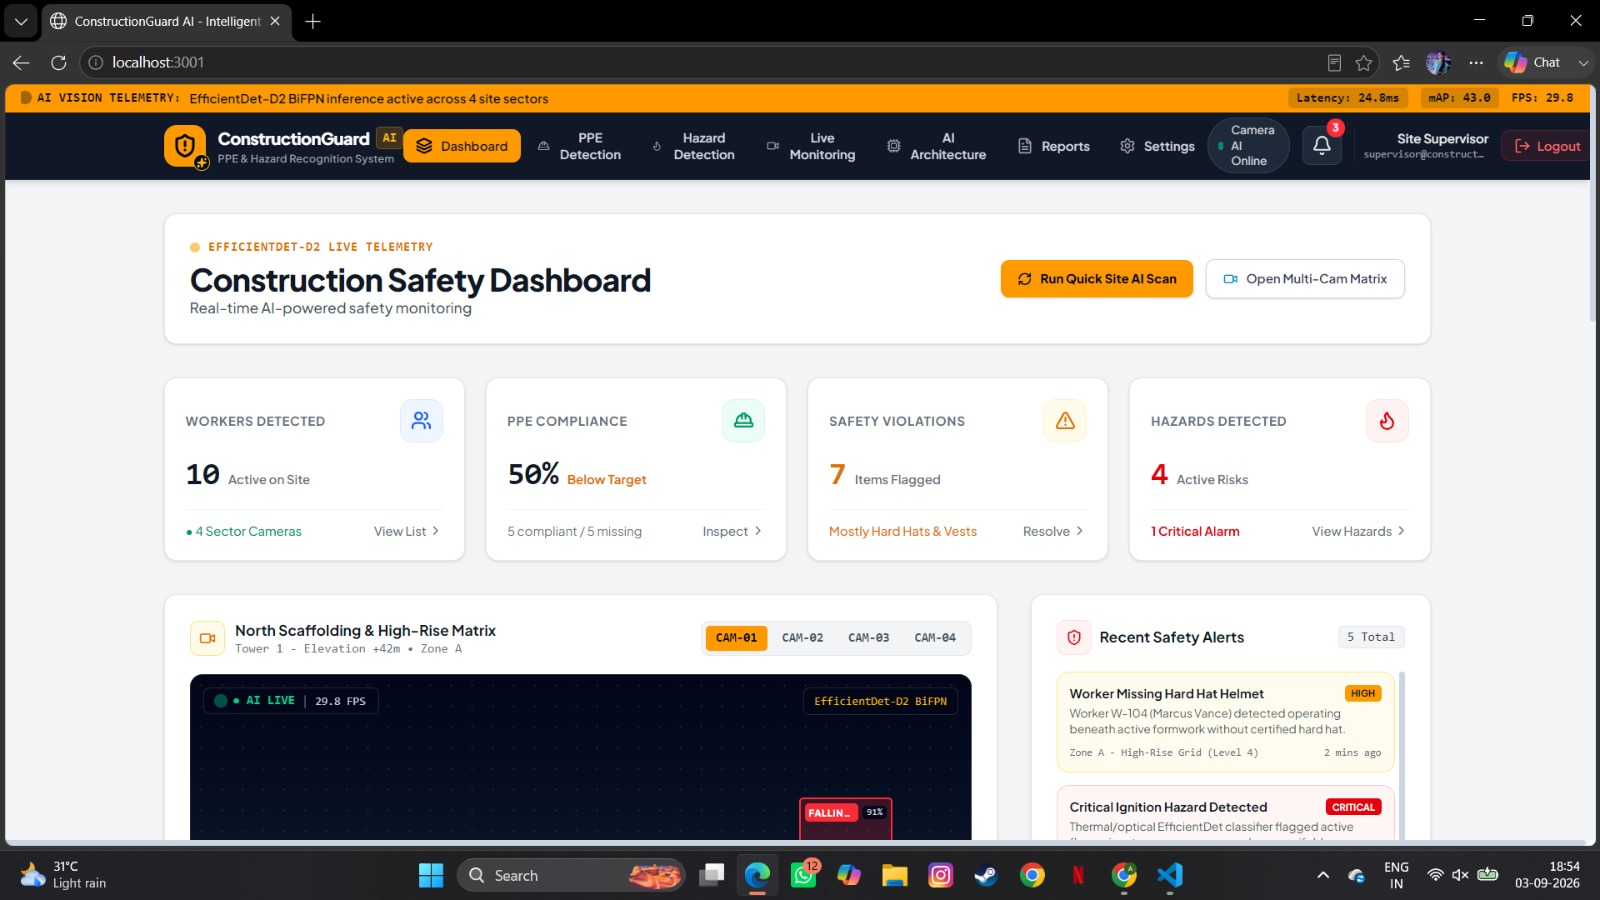 ConstructionGuard AI - Intelligent
localhost:3001
Chat
AI VISION TELEMETRY: EfficientDet-D2 BiFPN inference active across 4 site sectors
Latency: 24.8ms
mAP: 43.0
FPS: 29.8
ConstructionGuard AI
PPE & Hazard Recognition System
Dashboard
PPE
Detection
Hazard
Detection
Live
Monitoring
AI
Architecture
Reports
Settings
Camera
AI
Online
3
Site Supervisor
supervisor@construct...
Logout
EFFICIENTDET-D2 LIVE TELEMETRY
Construction Safety Dashboard
Real-time AI-powered safety monitoring
Run Quick Site AI Scan
Open Multi-Cam Matrix
WORKERS DETECTED
10 Active on Site
• 4 Sector Cameras
View List >
PPE COMPLIANCE
50% Below Target
5 compliant / 5 missing
Inspect >
SAFETY VIOLATIONS
7 Items Flagged
Mostly Hard Hats & Vests
Resolve >
HAZARDS DETECTED
4 Active Risks
1 Critical Alarm
View Hazards >
North Scaffolding & High-Rise Matrix
Tower 1 - Elevation +42m • Zone A
CAM-01
CAM-02
CAM-03
CAM-04
• AI LIVE | 29.8 FPS
EfficientDet-D2 BiFPN
FALLIN... 91%
Recent Safety Alerts
5 Total
Worker Missing Hard Hat Helmet
HIGH
Worker W-104 (Marcus Vance) detected operating
beneath active formwork without certified hard hat.
Zone A - High-Rise Grid (Level 4)
2 mins ago
Critical Ignition Hazard Detected
CRITICAL
Thermal/optical EfficientDet classifier flagged active
31°C
Light rain
Search
12
ENG
IN
18:54
03-09-2026